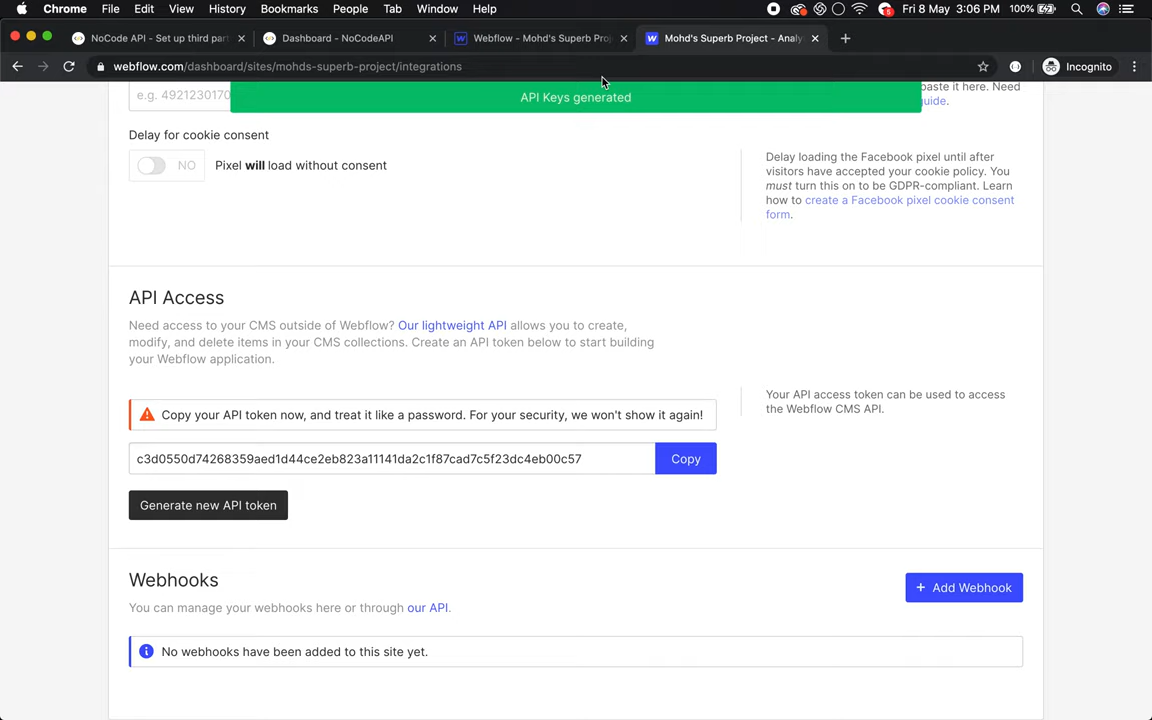 Chrome File Edit View History Bookmarks People Tab Window Help 5 Fri 8 May 3:06 PM 100%
NoCode API - Set up third part Dashboard - NoCodeAPI Webflow - Mohd's Superb Proj Mohd's Superb Project - Analy
webflow.com/dashboard/sites/mohds-superb-project/integrations Incognito
e.g. 4921230170
API Keys generated
paste it here. Need
guide.
Delay for cookie consent
NO Pixel will load without consent
Delay loading the Facebook pixel until after
visitors have accepted your cookie policy. You
must turn this on to be GDPR-compliant. Learn
how to create a Facebook pixel cookie consent
form.
API Access
Need access to your CMS outside of Webflow? Our lightweight API allows you to create,
modify, and delete items in your CMS collections. Create an API token below to start building
your Webflow application.
Copy your API token now, and treat it like a password. For your security, we won't show it again!
Your API access token can be used to access
the Webflow CMS API.
c3d0550d74268359aed1d44ce2eb823a11141da2c1f87cad7c5f23dc4eb00c57
Copy
Generate new API token
Webhooks
+ Add Webhook
You can manage your webhooks here or through our API.
No webhooks have been added to this site yet.